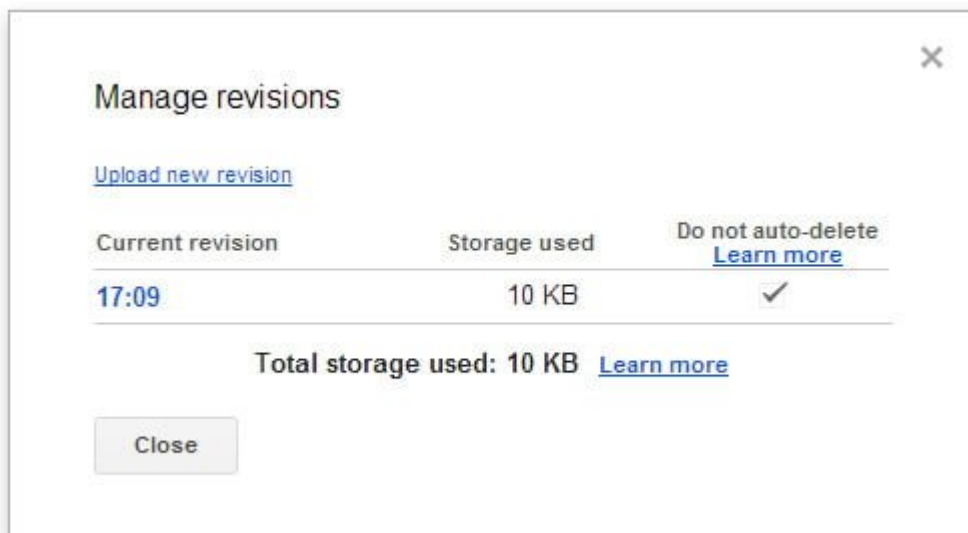 Manage revisions
Upload new revision
Current revision Storage used Do not auto-delete
Learn more
17:09 10 KB
Total storage used: 10 KB Learn more
Close